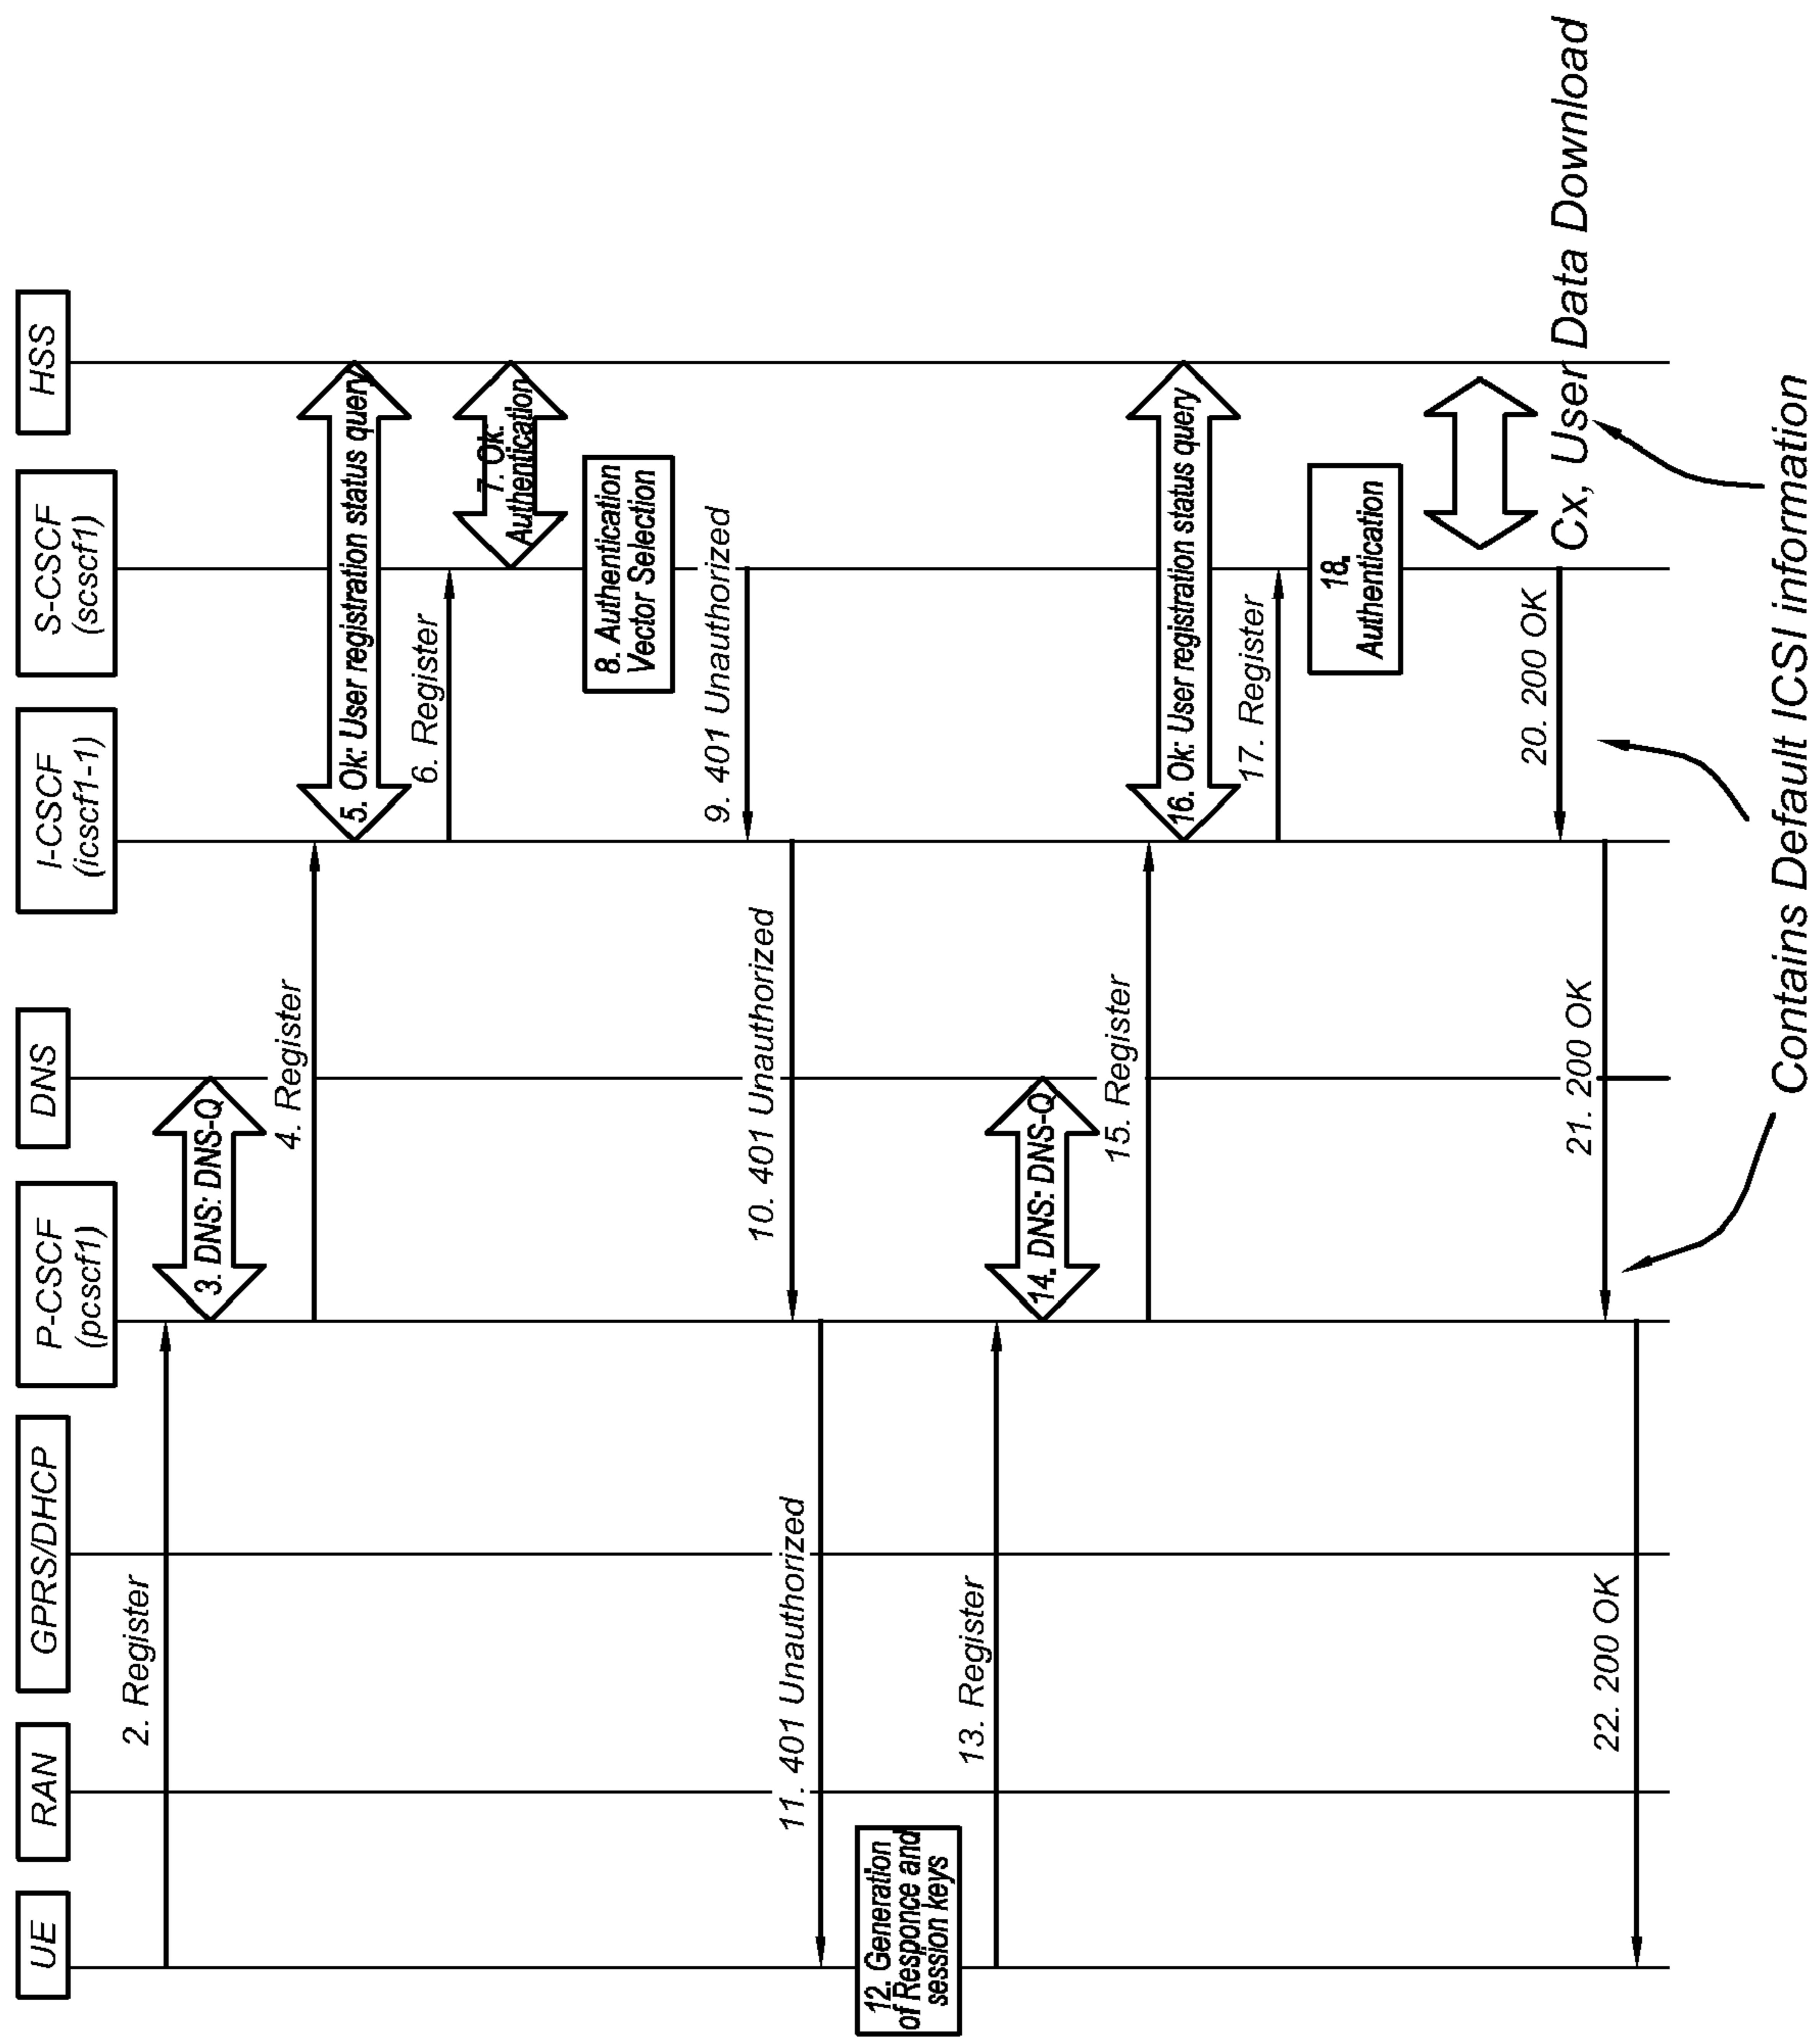 UE
RAN
GPRS/DHCP
P-CSCF
(pcscf1)
DNS
I-CSCF
(icscf1-1)
S-CSCF
(scscf1)
HSS
2. Register
3. DNS: DNS-Q
4. Register
5. Ok: User registration status query
6. Register
7. Ok.
Authentication
8. Authentication
Vector Selection
9. 401 Unauthorized
10. 401 Unauthorized
11. 401 Unauthorized
12. Generation
of Responce and
session keys
13. Register
14. DNS: DNS-Q
15. Register
16. Ok: User registration status query
17. Register
18.
Authentication
Cx, User Data Download
20. 200 OK
21. 200 OK
22. 200 OK
Contains Default ICSI information